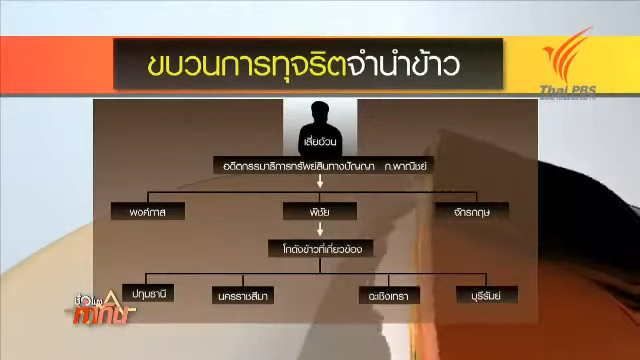 ขบวนการทุจริตจำนำข้าว
Thai PBS
เสี่ยอ้วน
อดีตกรรมาธิการทรัพย์สินทางปัญญา ก.พาณิชย์
พงศ์ภาส
พิชัย
จักรกฤษ
โกดังข้าวที่เกี่ยวข้อง
ปทุมธานี
นครราชสีมา
ฉะเชิงเทรา
บุรีรัมย์